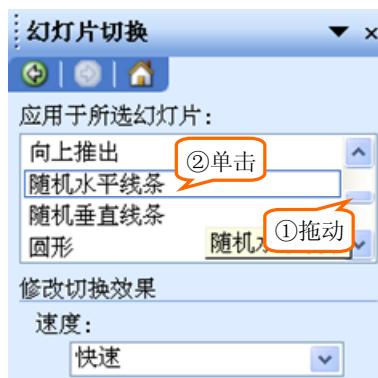 幻灯片切换
应用于所选幻灯片:
向上推出
②单击
随机水平线条
随机垂直线条
①拖动
圆形
随机水
修改切换效果
速度:
快速